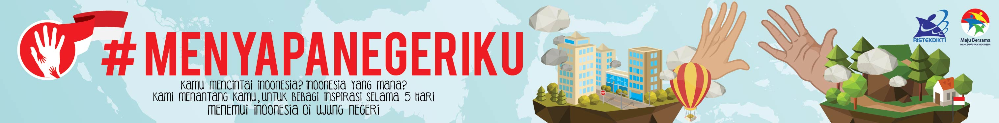 #MENYAPANEGERIKU
KAMU MENCINTAI INDONESIA? INDONESIA YANG MANA?
KAMI MENANTANG KAMU, UNTUK BEBAGI INSPIRASI SELAMA 5 HARI
MENEMUI INDONESIA DI UJUNG NEGERI
STOP
RISTEKDIKTI
Maju Bersama
MENCERDASKAN INDONESIA